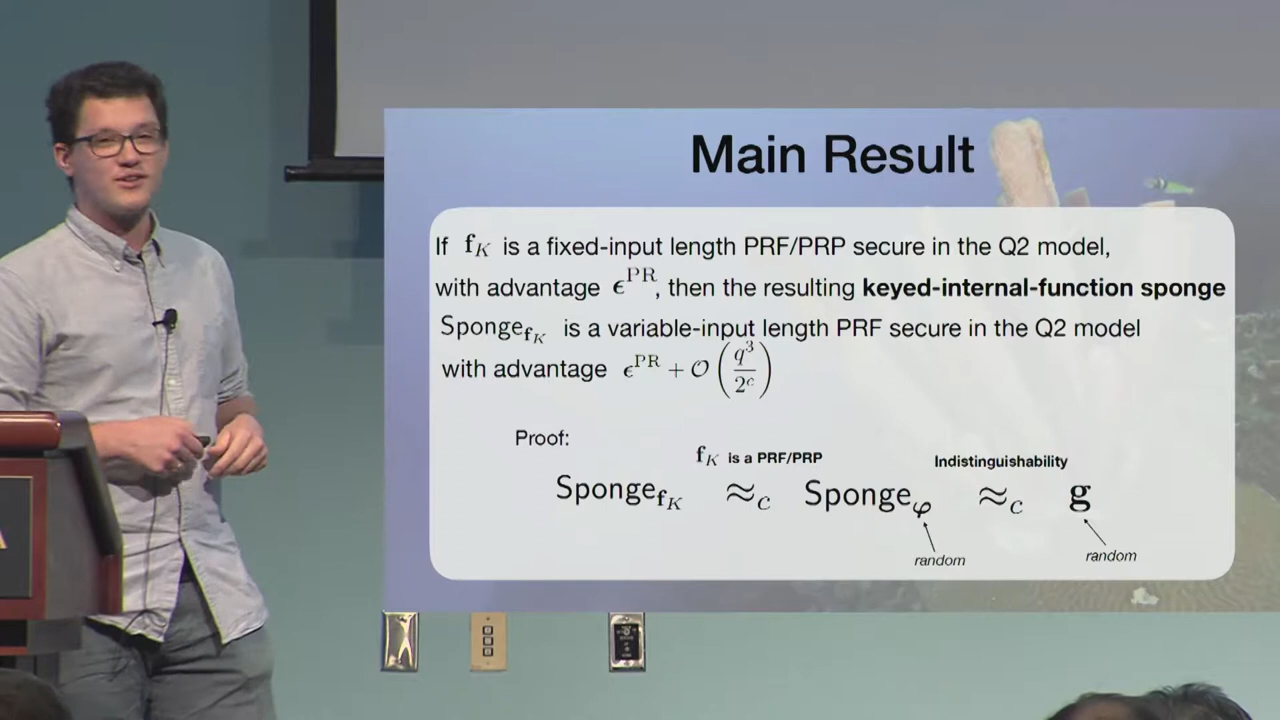 Main Result
If f_K is a fixed-input length PRF/PRP secure in the Q2 model,
with advantage ϵ^PR, then the resulting keyed-internal-function sponge
Sponge_{f_K} is a variable-input length PRF secure in the Q2 model
with advantage ϵ^PR + O(q^3/2^c)
Proof:
f_K is a PRF/PRP
Indistinguishability
Sponge_{f_K} ≈_c Sponge_φ ≈_c g
random
random
A